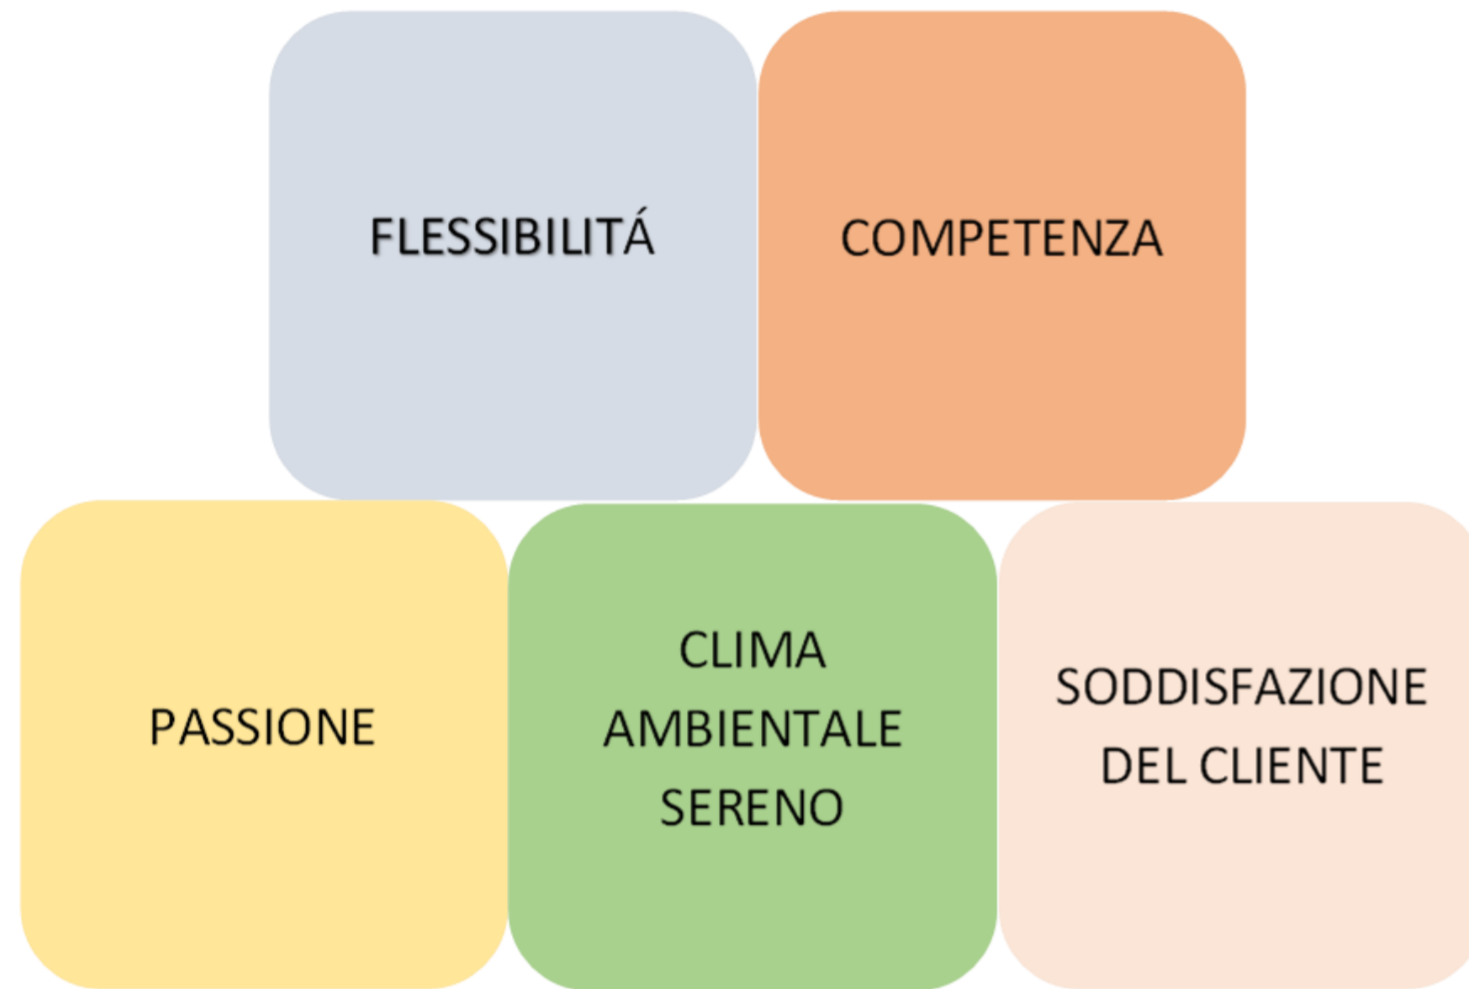 FLESSIBILITÁ
COMPETENZA
PASSIONE
CLIMA
AMBIENTALE
SERENO
SODDISFAZIONE
DEL CLIENTE